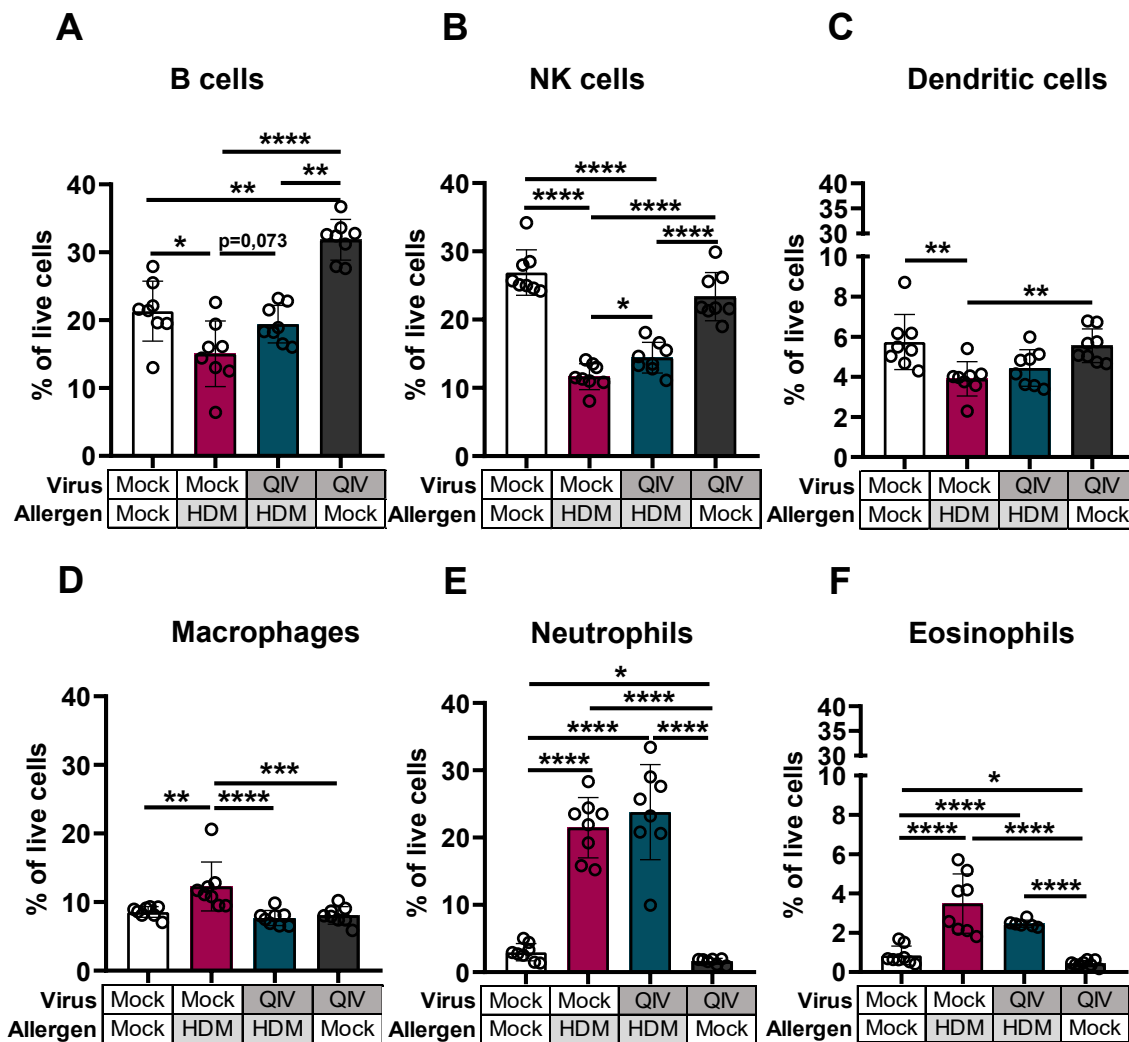 A
B cells
% of live cells
40
30
20
10
0
****
**
**
*
p=0,073
Virus Mock Mock QIV QIV
Allergen Mock HDM HDM Mock
B
NK cells
% of live cells
40
30
20
10
0
****
****
****
****
*
Virus Mock Mock QIV QIV
Allergen Mock HDM HDM Mock
C
Dendritic cells
% of live cells
40
35
30
10
8
6
4
2
0
**
**
Virus Mock Mock QIV QIV
Allergen Mock HDM HDM Mock
D
Macrophages
% of live cells
40
30
20
10
0
***
**
****
Virus Mock Mock QIV QIV
Allergen Mock HDM HDM Mock
E
Neutrophils
% of live cells
40
30
20
10
0
*
****
****
****
****
Virus Mock Mock QIV QIV
Allergen Mock HDM HDM Mock
F
Eosinophils
% of live cells
40
35
30
10
8
6
4
2
0
*
****
****
****
****
Virus Mock Mock QIV QIV
Allergen Mock HDM HDM Mock